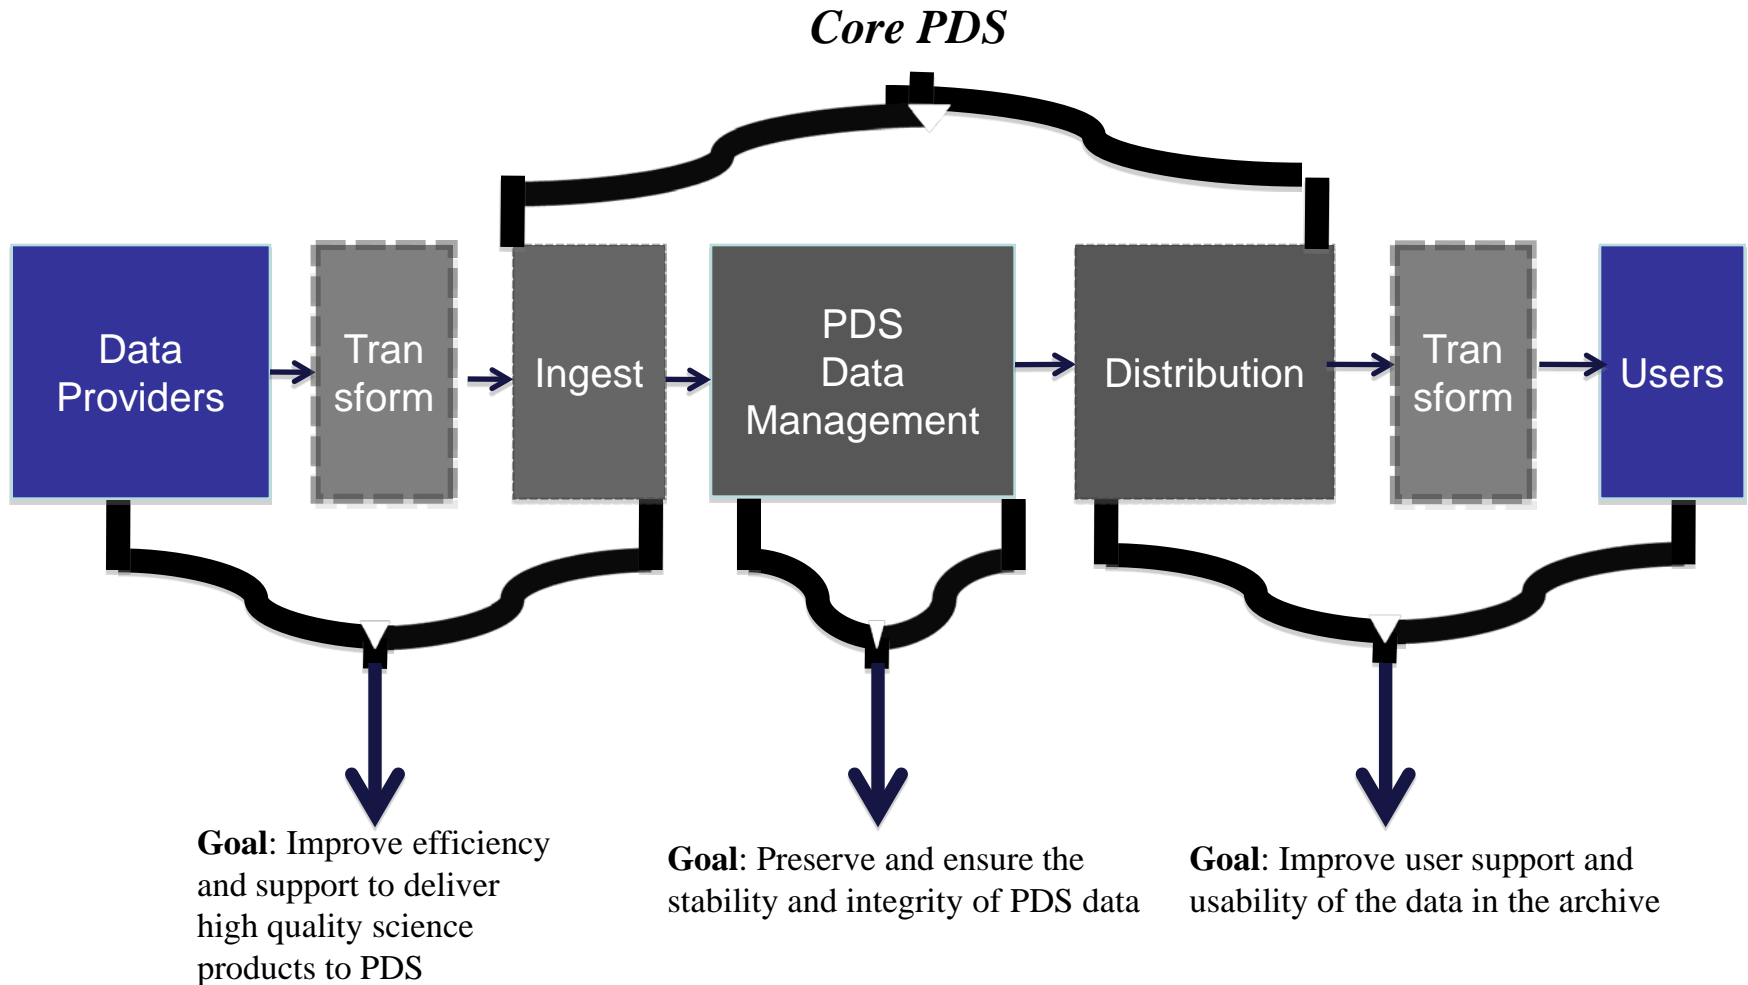 Core PDS
Data
Providers
Tran
sform
Ingest
PDS
Data
Management
Distribution
Tran
sform
Users
Goal: Improve efficiency
and support to deliver
high quality science
products to PDS
Goal: Preserve and ensure the
stability and integrity of PDS data
Goal: Improve user support and
usability of the data in the archive